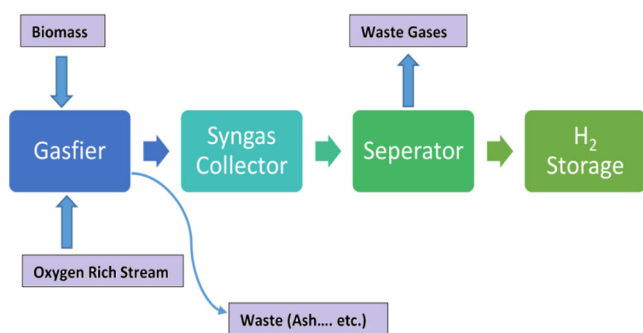 Biomass
Waste Gases
Gasfier
Syngas
Collector
Seperator
H₂
Storage
Oxygen Rich Stream
Waste (Ash.... etc.)